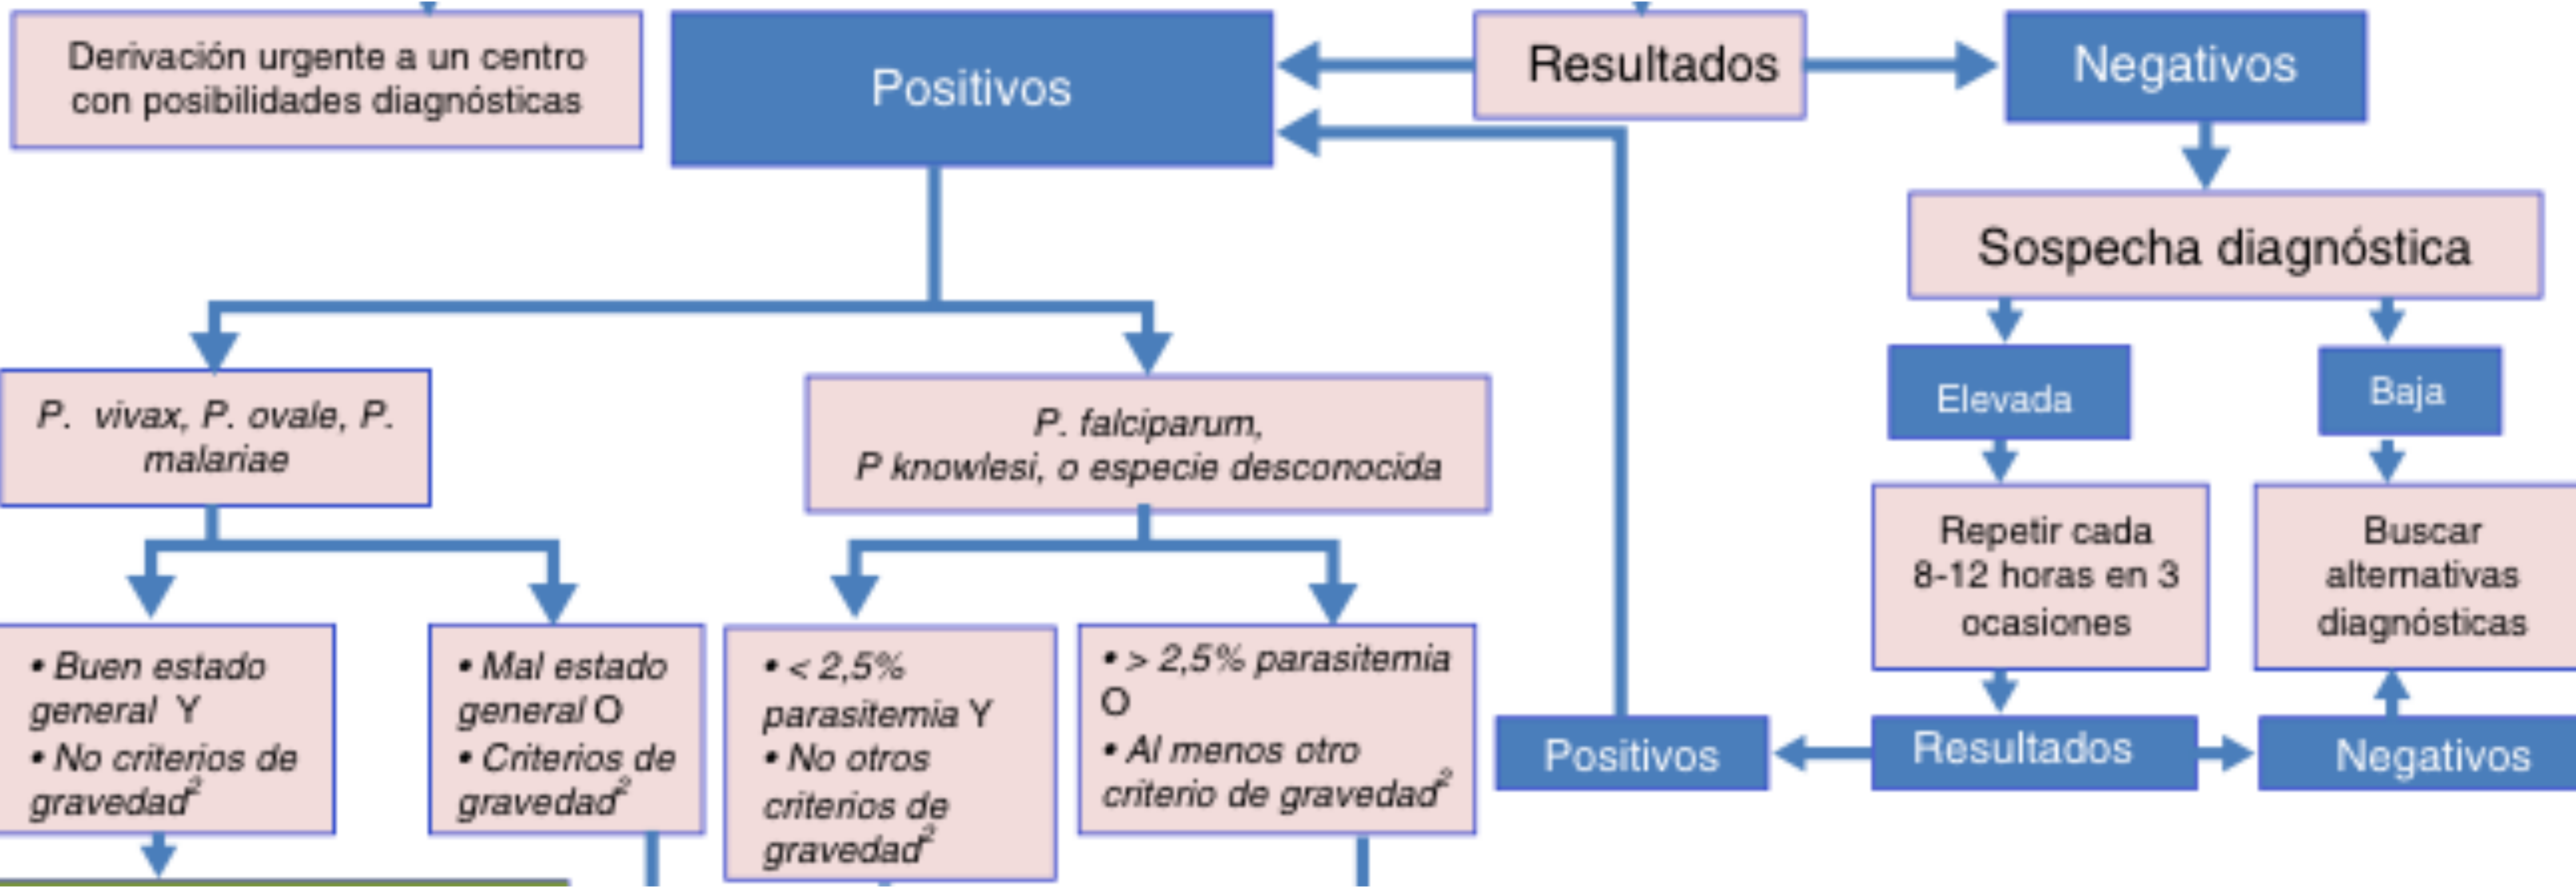 Derivación urgente a un centro
con posibilidades diagnósticas
Positivos
Resultados
Negativos
Sospecha diagnóstica
Elevada
Baja
P. vivax, P. ovale, P.
malariae
P. falciparum,
P knowlesi, o especie desconocida
Repetir cada
8-12 horas en 3
ocasiones
Buscar
alternativas
diagnósticas
• Buen estado
general Y
• No criterios de
gravedad2
• Mal estado
general O
• Criterios de
gravedad2
• < 2,5%
parasitemia Y
• No otros
criterios de
gravedad2
• > 2,5% parasitemia
O
• Al menos otro
criterio de gravedad2
Positivos
Resultados
Negativos